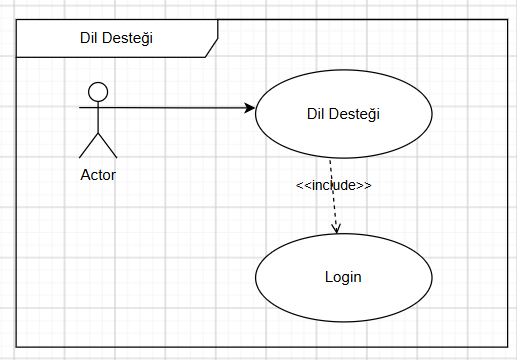 Dil Desteği
Dil Desteği
Actor
<<include>>
Login